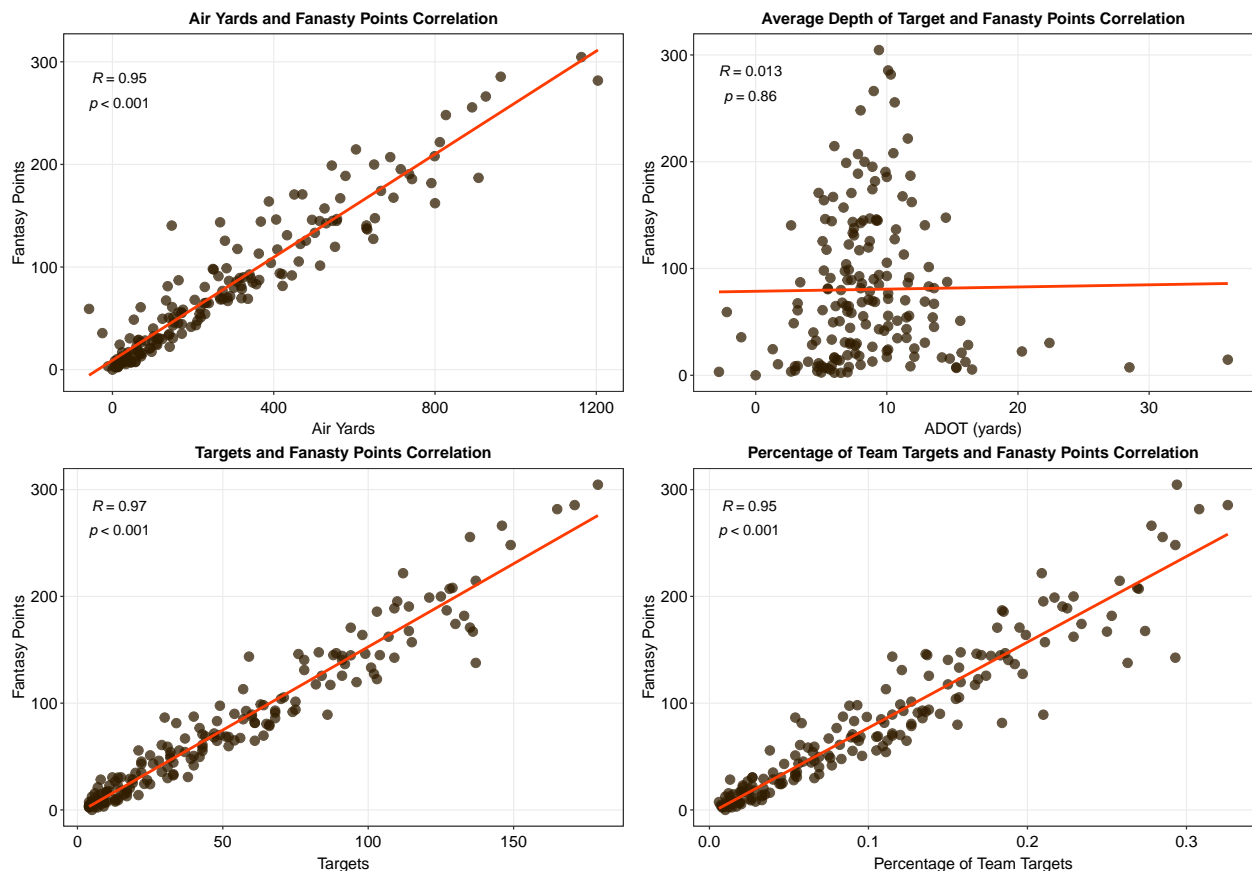 Air Yards and Fanasty Points Correlation
R = 0.95
p < 0.001
Fantasy Points
300
200
100
0
0
400
800
1200
Air Yards
Average Depth of Target and Fanasty Points Correlation
R = 0.013
p = 0.86
Fantasy Points
300
200
100
0
0
10
20
30
ADOT (yards)
Targets and Fanasty Points Correlation
R = 0.97
p < 0.001
Fantasy Points
300
200
100
0
0
50
100
150
Targets
Percentage of Team Targets and Fanasty Points Correlation
R = 0.95
p < 0.001
Fantasy Points
300
200
100
0
0.0
0.1
0.2
0.3
Percentage of Team Targets